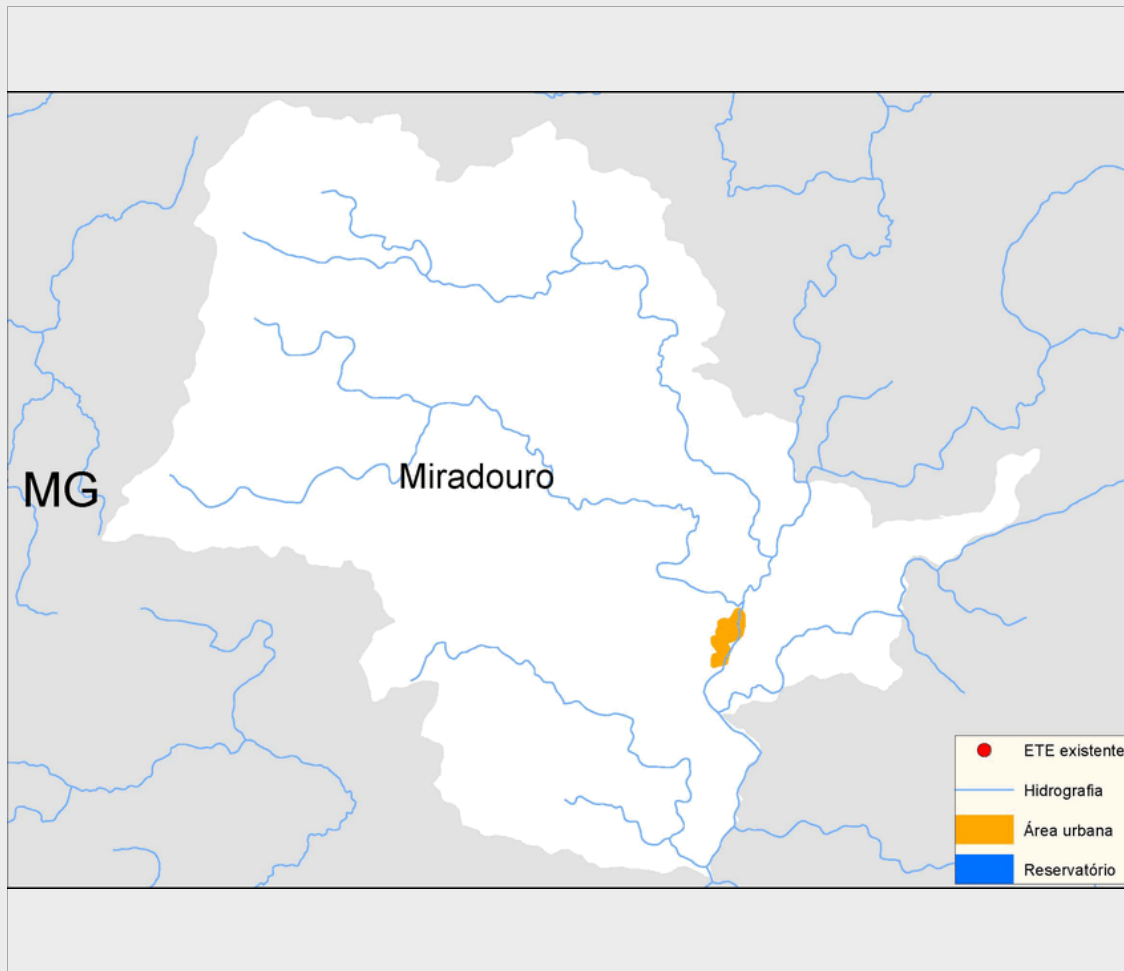 MG
Miradouro
ETE existente
Hidrografia
Área urbana
Reservatório